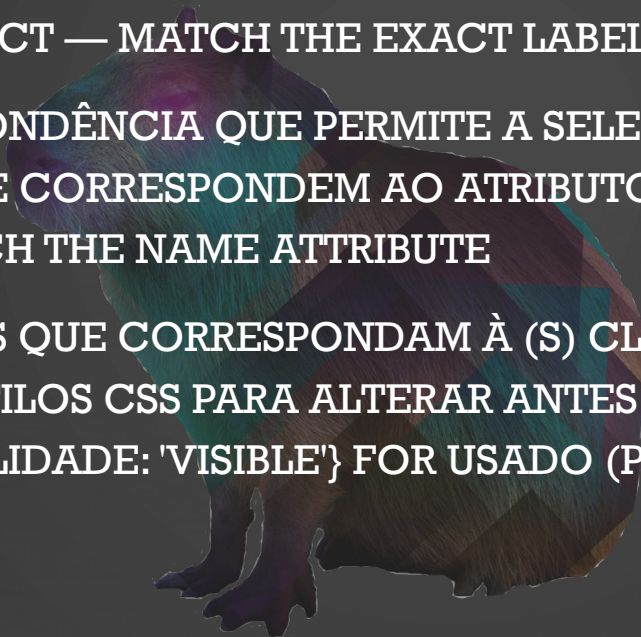 CT — MATCH THE EXACT LABEL
ONDÊNCIA QUE PERMITE A SELE
E CORRESPONDEM AO ATRIBUTO
CH THE NAME ATTRIBUTE
S QUE CORRESPONDAM À (S) CL
TILOS CSS PARA ALTERAR ANTES
LIDADE: 'VISIBLE'} FOR USADO (P